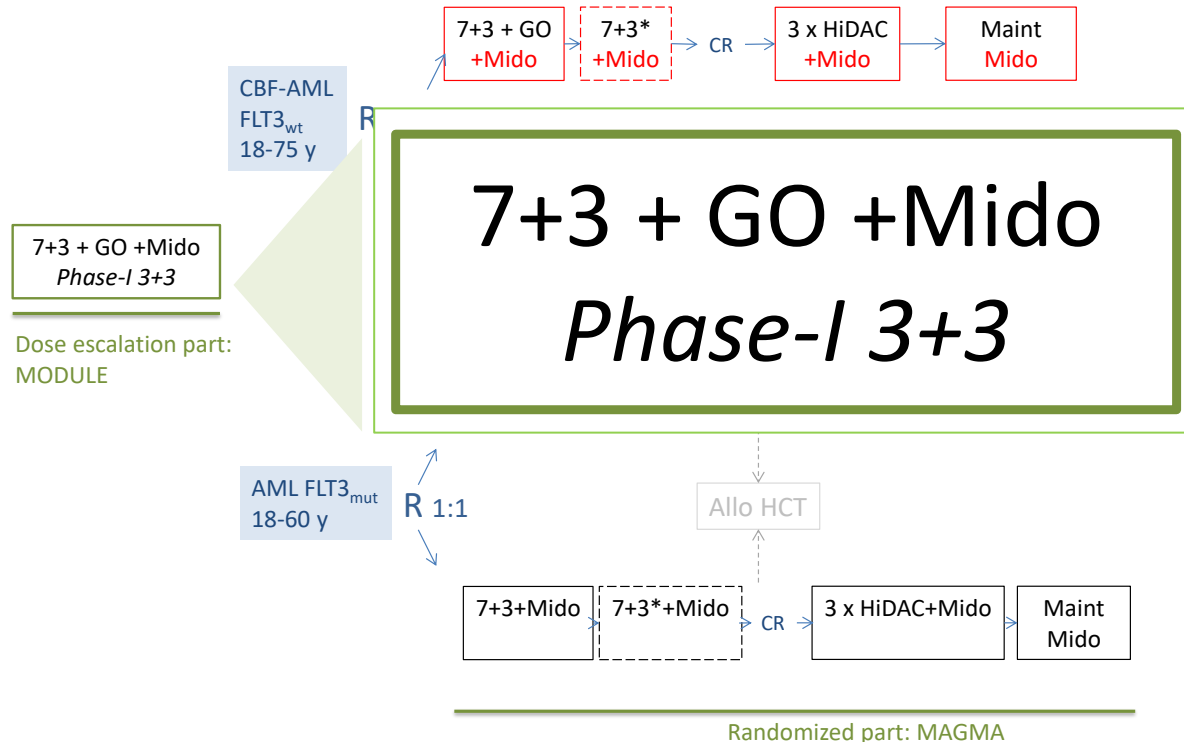 7+3 + GO
+Mido
7+3*
+Mido
CR
3 x HiDAC
+Mido
Maint
Mido
CBF-AML
FLT3wt
18-75 y
R
7+3 + GO +Mido
Phase-I 3+3
7+3 + GO +Mido
Phase-I 3+3
Dose escalation part:
MODULE
AML FLT3mut
18-60 y
R 1:1
Allo HCT
7+3+Mido
7+3*+Mido
CR
3 x HiDAC+Mido
Maint
Mido
Randomized part: MAGMA